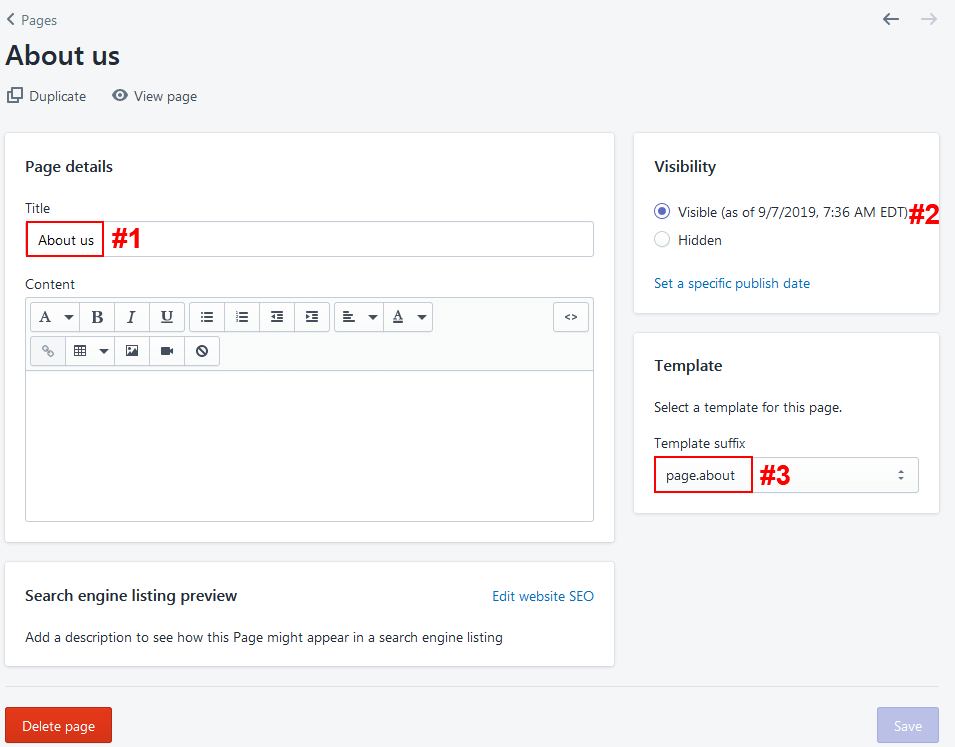 Pages
About us
Duplicate View page
Page details
Title
About us #1
Content
A B I U A <>
Visibility
Visible (as of 9/7/2019, 7:36 AM EDT) #2
Hidden
Set a specific publish date
Template
Select a template for this page.
Template suffix
page.about #3
Search engine listing preview Edit website SEO
Add a description to see how this Page might appear in a search engine listing
Delete page Save